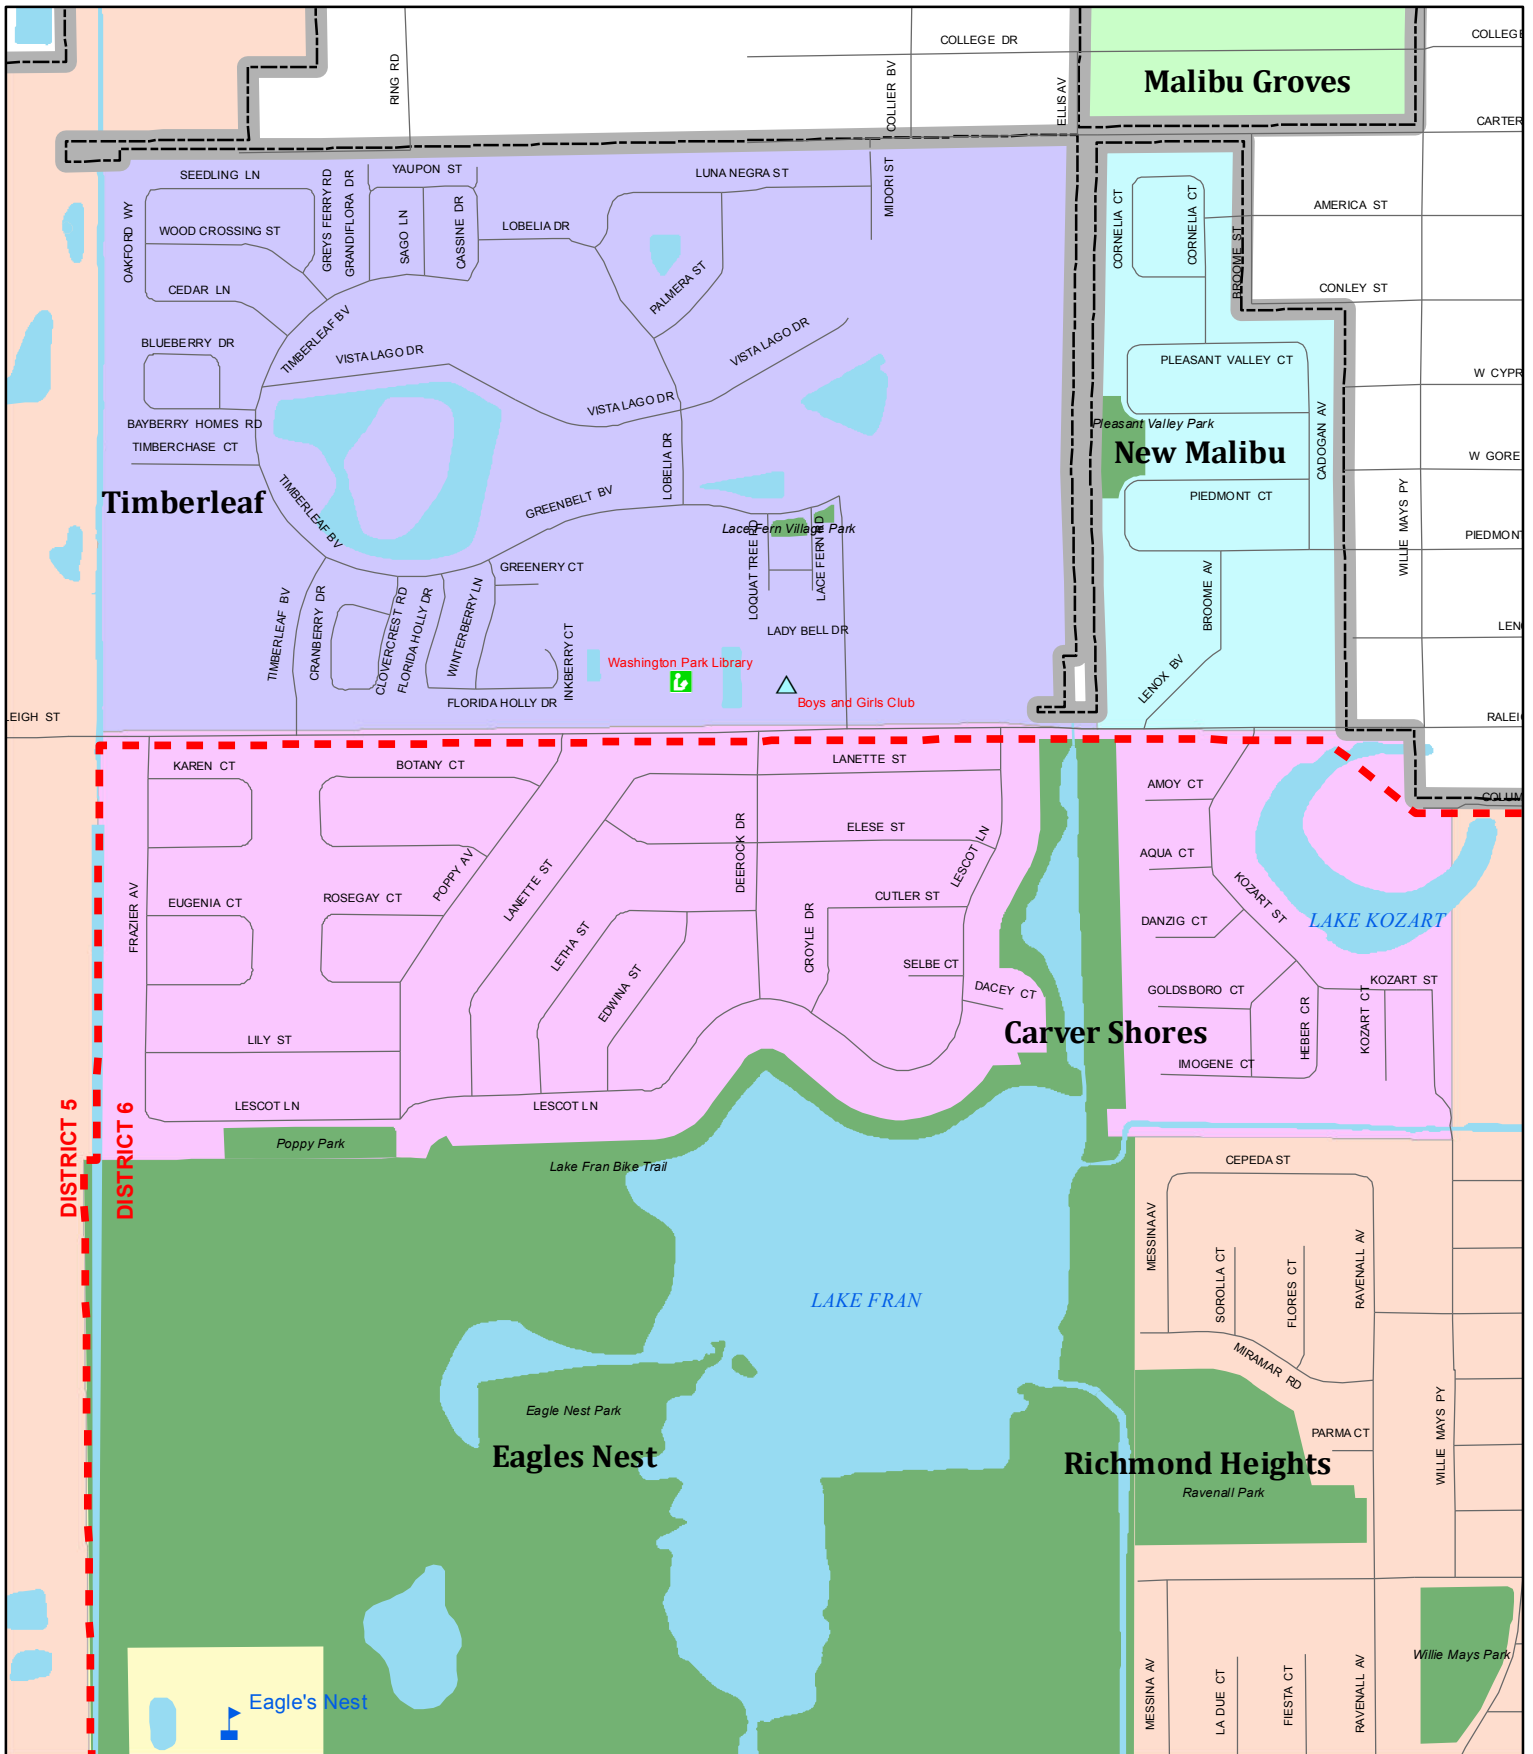 COLLEGE DR
COLLEGE
RING RD
COLLIER BV
ELLIS AV
Malibu Groves
CARTER
SEEDLING LN
GREYS FERRY RD
GRANDIFLORA DR
YAUPON ST
LUNA NEGRA ST
MIDORI ST
OAKFORD WY
WOOD CROSSING ST
SAGO LN
CASSINE DR
LOBELIA DR
CORNELIA CT
CORNELIA CT
BROOME ST
AMERICA ST
CEDAR LN
PALMERA ST
CONLEY ST
BLUEBERRY DR
TIMBERLEAF BV
VISTA LAGO DR
VISTA LAGO DR
VISTA LAGO DR
PLEASANT VALLEY CT
W CYPR
BAYBERRY HOMES RD
TIMBERCHASE CT
LOBELIA DR
Pleasant Valley Park
CADOGAN AV
New Malibu
W GORE
Timberleaf
TIMBERLEAF BV
GREENBELT BV
PIEDMONT CT
Lace Fern Village Park
WILLIE MAYS PY
PIEDMONT
LOQUAT TREE RD
LACE FERN RD
GREENERY CT
TIMBERLEAF BV
CRANBERRY DR
CLOVERCREST RD
FLORIDA HOLLY DR
WINTERBERRY LN
INKBERRY CT
BROOME AV
LADY BELL DR
LEN
Washington Park Library
LENOX BV
FLORIDA HOLLY DR
Boys and Girls Club
LEIGH ST
RALEI
KAREN CT
BOTANY CT
LANETTE ST
AMOY CT
COLUM
DEEROCK DR
ELESE ST
LESCOT LN
AQUA CT
POPPY AV
LANETTE ST
FRAZIER AV
EUGENIA CT
ROSEGAY CT
CUTLER ST
KOZART ST
DANZIG CT
LAKE KOZART
LETHA ST
CROYLE DR
SELBE CT
EDWINA ST
DACEY CT
GOLDSBORO CT
KOZART ST
HEBER CR
KOZART CT
LILY ST
Carver Shores
IMOGENE CT
LESCOT LN
LESCOT LN
DISTRICT 5
DISTRICT 6
Poppy Park
Lake Fran Bike Trail
CEPEDA ST
MESSINA AV
SOROLLA CT
FLORES CT
RAVENALL AV
LAKE FRAN
MIRAMAR RD
Eagle Nest Park
WILLIE MAYS PY
PARMA CT
Eagles Nest
Richmond Heights
Ravenall Park
Willie Mays Park
MESSINA AV
LA DUE CT
FIESTA CT
RAVENALL AV
Eagle's Nest